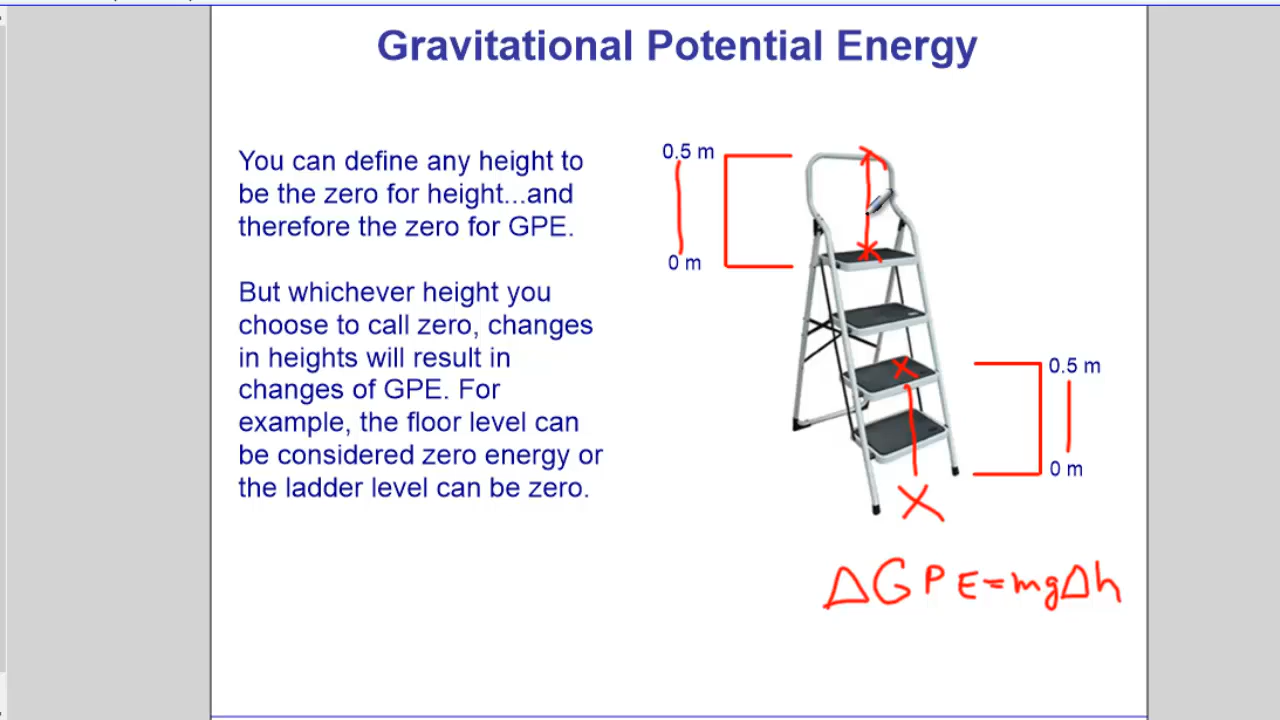 Gravitational Potential Energy
You can define any height to
be the zero for height...and
therefore the zero for GPE.
But whichever height you
choose to call zero, changes
in heights will result in
changes of GPE. For
example, the floor level can
be considered zero energy or
the ladder level can be zero.
0.5 m
0 m
0.5 m
0 m
ΔGPE=mgΔh